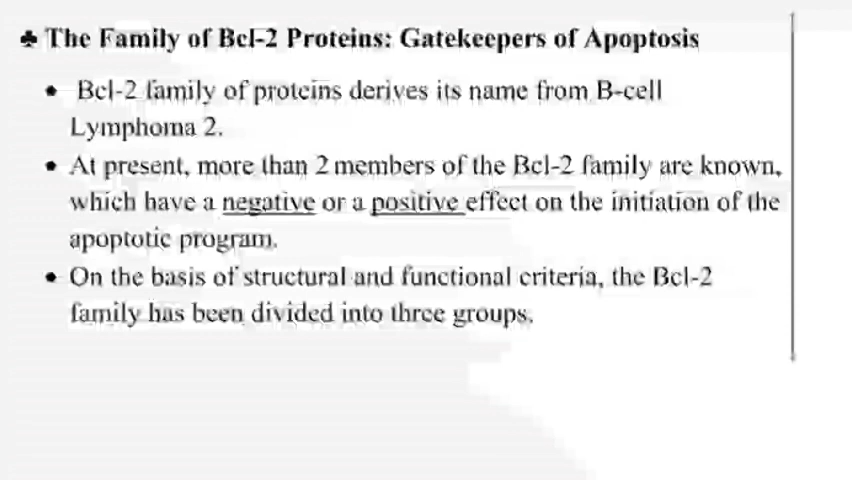 ♣ The Family of Bcl-2 Proteins: Gatekeepers of Apoptosis
• Bcl-2 family of proteins derives its name from B-cell
Lymphoma 2.
• At present, more than 2 members of the Bcl-2 family are known,
which have a negative or a positive effect on the initiation of the
apoptotic program.
• On the basis of structural and functional criteria, the Bcl-2
family has been divided into three groups.